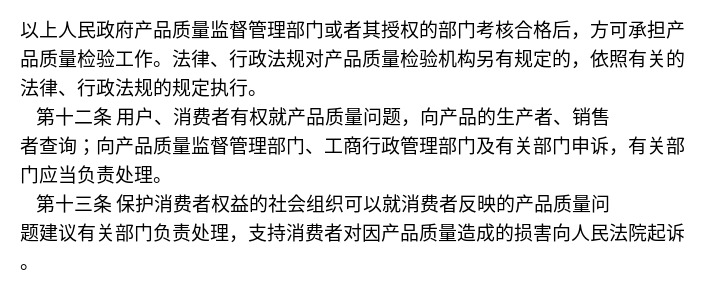 以上人民政府产品质量监督管理部门或者其授权的部门考核合格后，方可承担产
品质量检验工作。法律、行政法规对产品质量检验机构另有规定的，依照有关的
法律、行政法规的规定执行。
第十二条 用户、消费者有权就产品质量问题，向产品的生产者、销售
者查询；向产品质量监督管理部门、工商行政管理部门及有关部门申诉，有关部
门应当负责处理。
第十三条 保护消费者权益的社会组织可以就消费者反映的产品质量问
题建议有关部门负责处理，支持消费者对因产品质量造成的损害向人民法院起诉
。